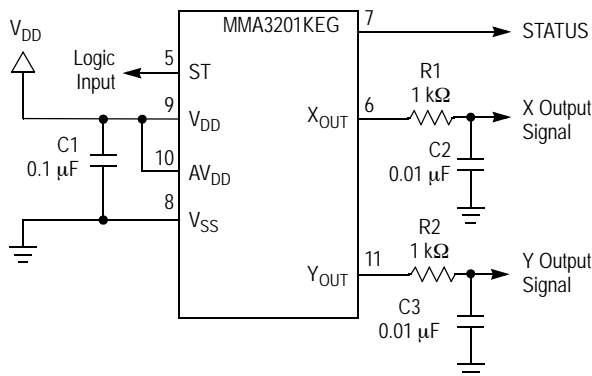 MMA3201KEG
V_DD
Logic
Input
5
ST
9
V_DD
C1
0.1 μF
10
AV_DD
8
V_SS
7
STATUS
X_OUT
6
R1
1 kΩ
X Output
Signal
C2
0.01 μF
Y_OUT
11
R2
1 kΩ
Y Output
Signal
C3
0.01 μF